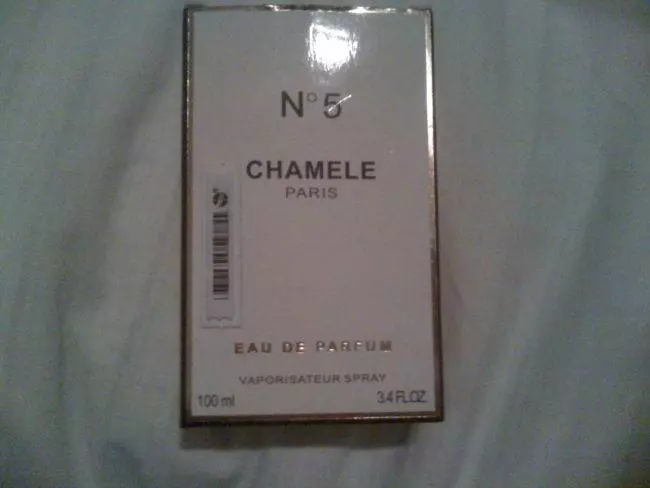 N° 5
CHAMELE
PARIS
EAU DE PARFUM
VAPORISATEUR SPRAY
100 ml
3.4 FL.OZ.